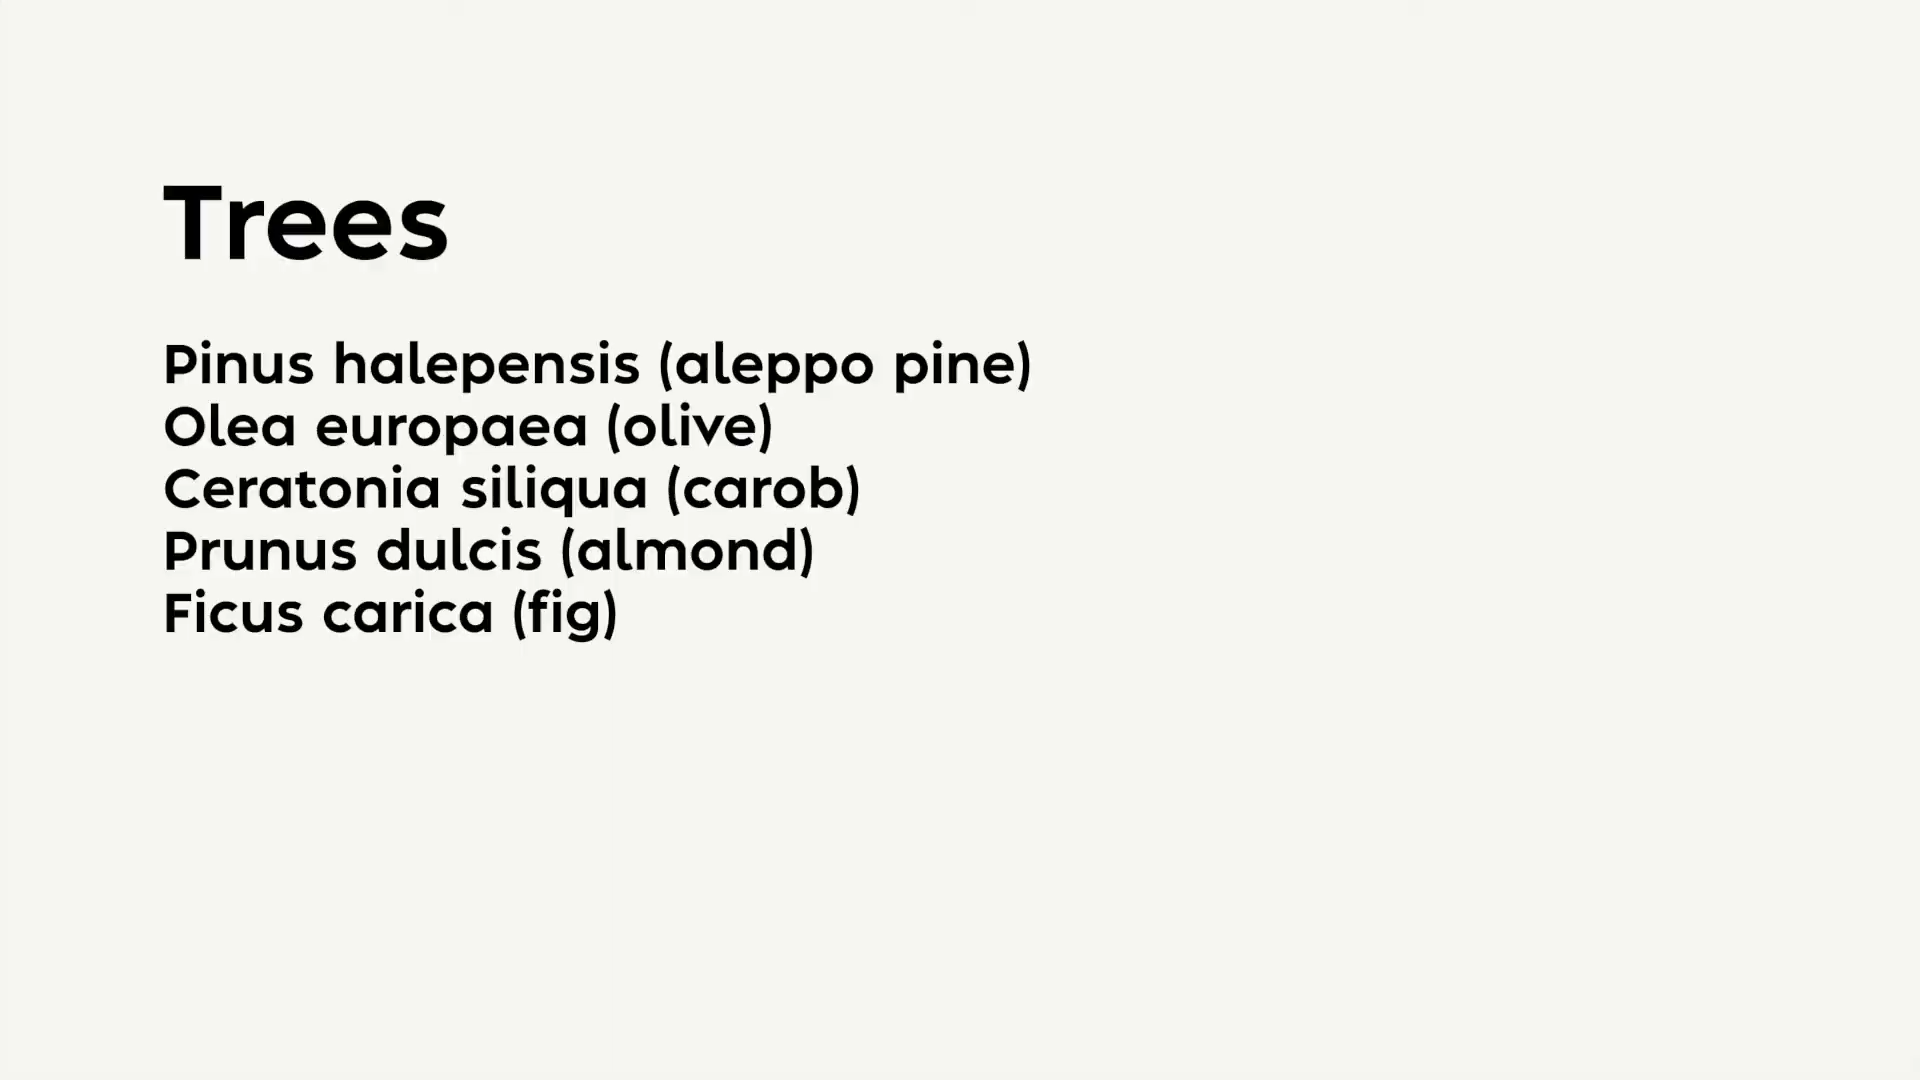 Trees
Pinus halepensis (aleppo pine)
Olea europaea (olive)
Ceratonia siliqua (carob)
Prunus dulcis (almond)
Ficus carica (fig)